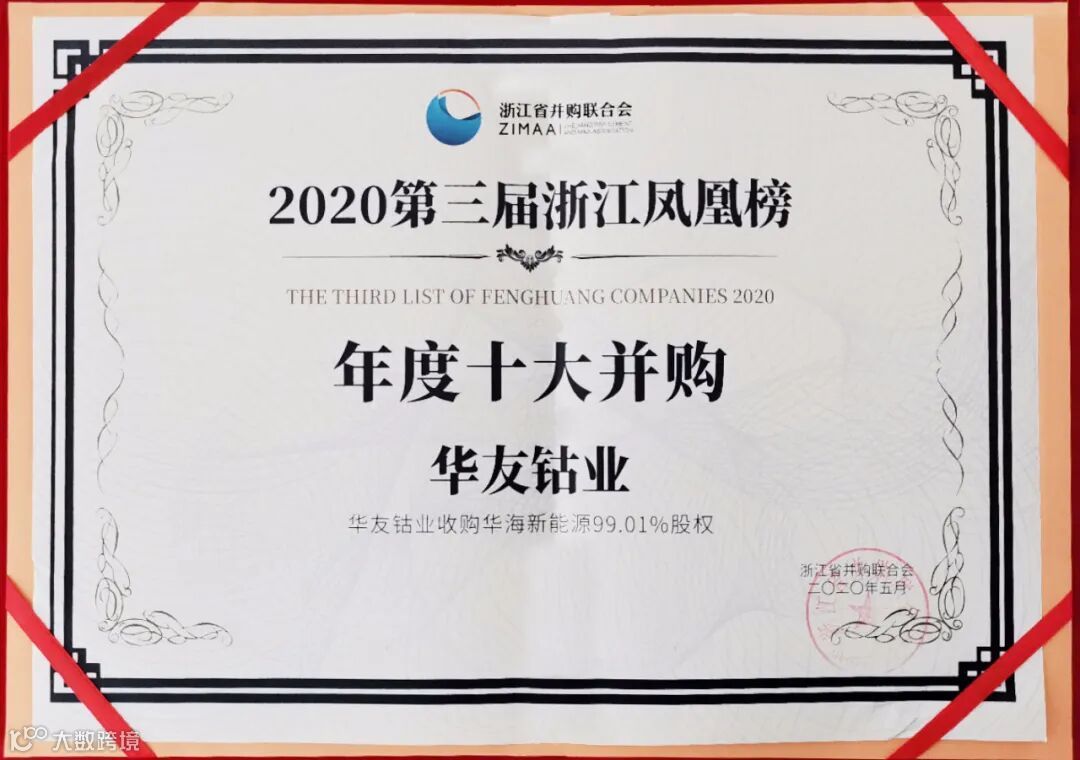 浙江省并购联合会
ZIMAA
2020第三届浙江凤凰榜
THE THIRD LIST OF FENGHUANG COMPANIES 2020
年度十大并购
华友钴业
华友钴业收购华海新能源99.01%股权
浙江省并购联合会
二〇二〇年五月
大数跨境